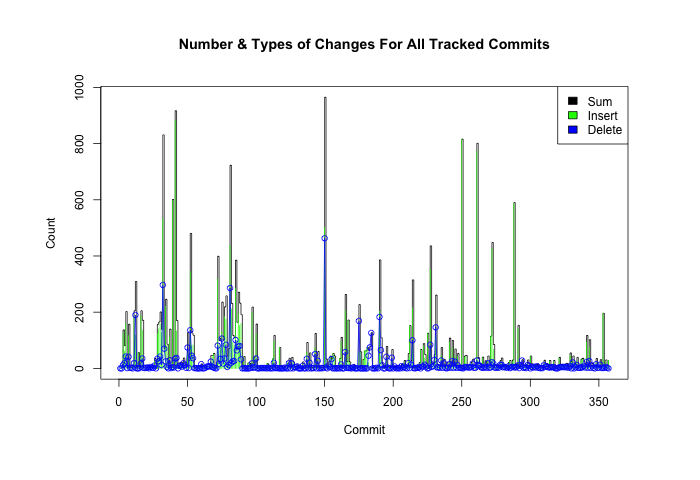 Number & Types of Changes For All Tracked Commits
Count
1000
800
600
400
200
0
Sum
Insert
Delete
0 50 100 150 200 250 300 350
Commit